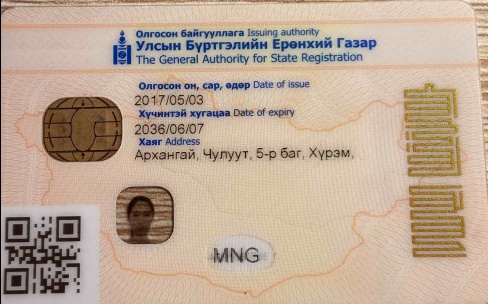 Олгосон байгууллага Issuing authority
Улсын Бүртгэлийн Ерөнхий Газар
The General Authority for State Registration
Олгосон он, сар, өдөр Date of issue
2017/05/03
Хүчинтэй хугацаа Date of expiry
2036/06/07
Хаяг Address
Архангай, Чулуут, 5-р баг, Хүрэм,
MNG